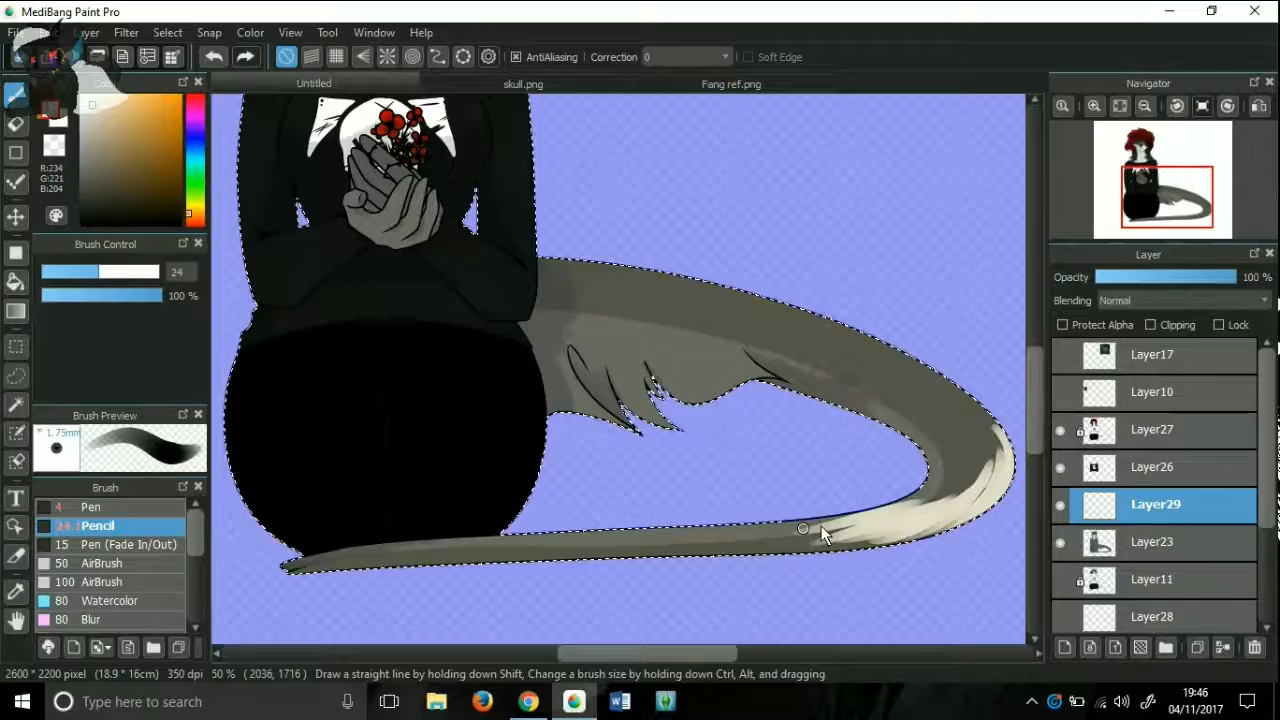 MediBang Paint Pro
Layer Filter Select Snap Color View Tool Window Help
AntiAliasing Correction 0 Soft Edge
Untitled skull.png Fang ref.png
R:234
G:221
B:204
Brush Control
24
100 %
Brush Preview
1.75mm
Brush
4 Pen
24.1 Pencil
15 Pen (Fade In/Out)
50 AirBrush
100 AirBrush
80 Watercolor
80 Blur
Navigator
Layer
Opacity 100 %
Blending Normal
Protect Alpha Clipping Lock
Layer17
Layer10
Layer27
Layer26
Layer29
Layer23
Layer11
Layer28
2600 * 2200 pixel (18.9 * 16cm) 350 dpi 50 % (2036, 1716) Draw a straight line by holding down Shift, Change a brush size by holding down Ctrl, Alt, and dragging
Type here to search
19:46
04/11/2017